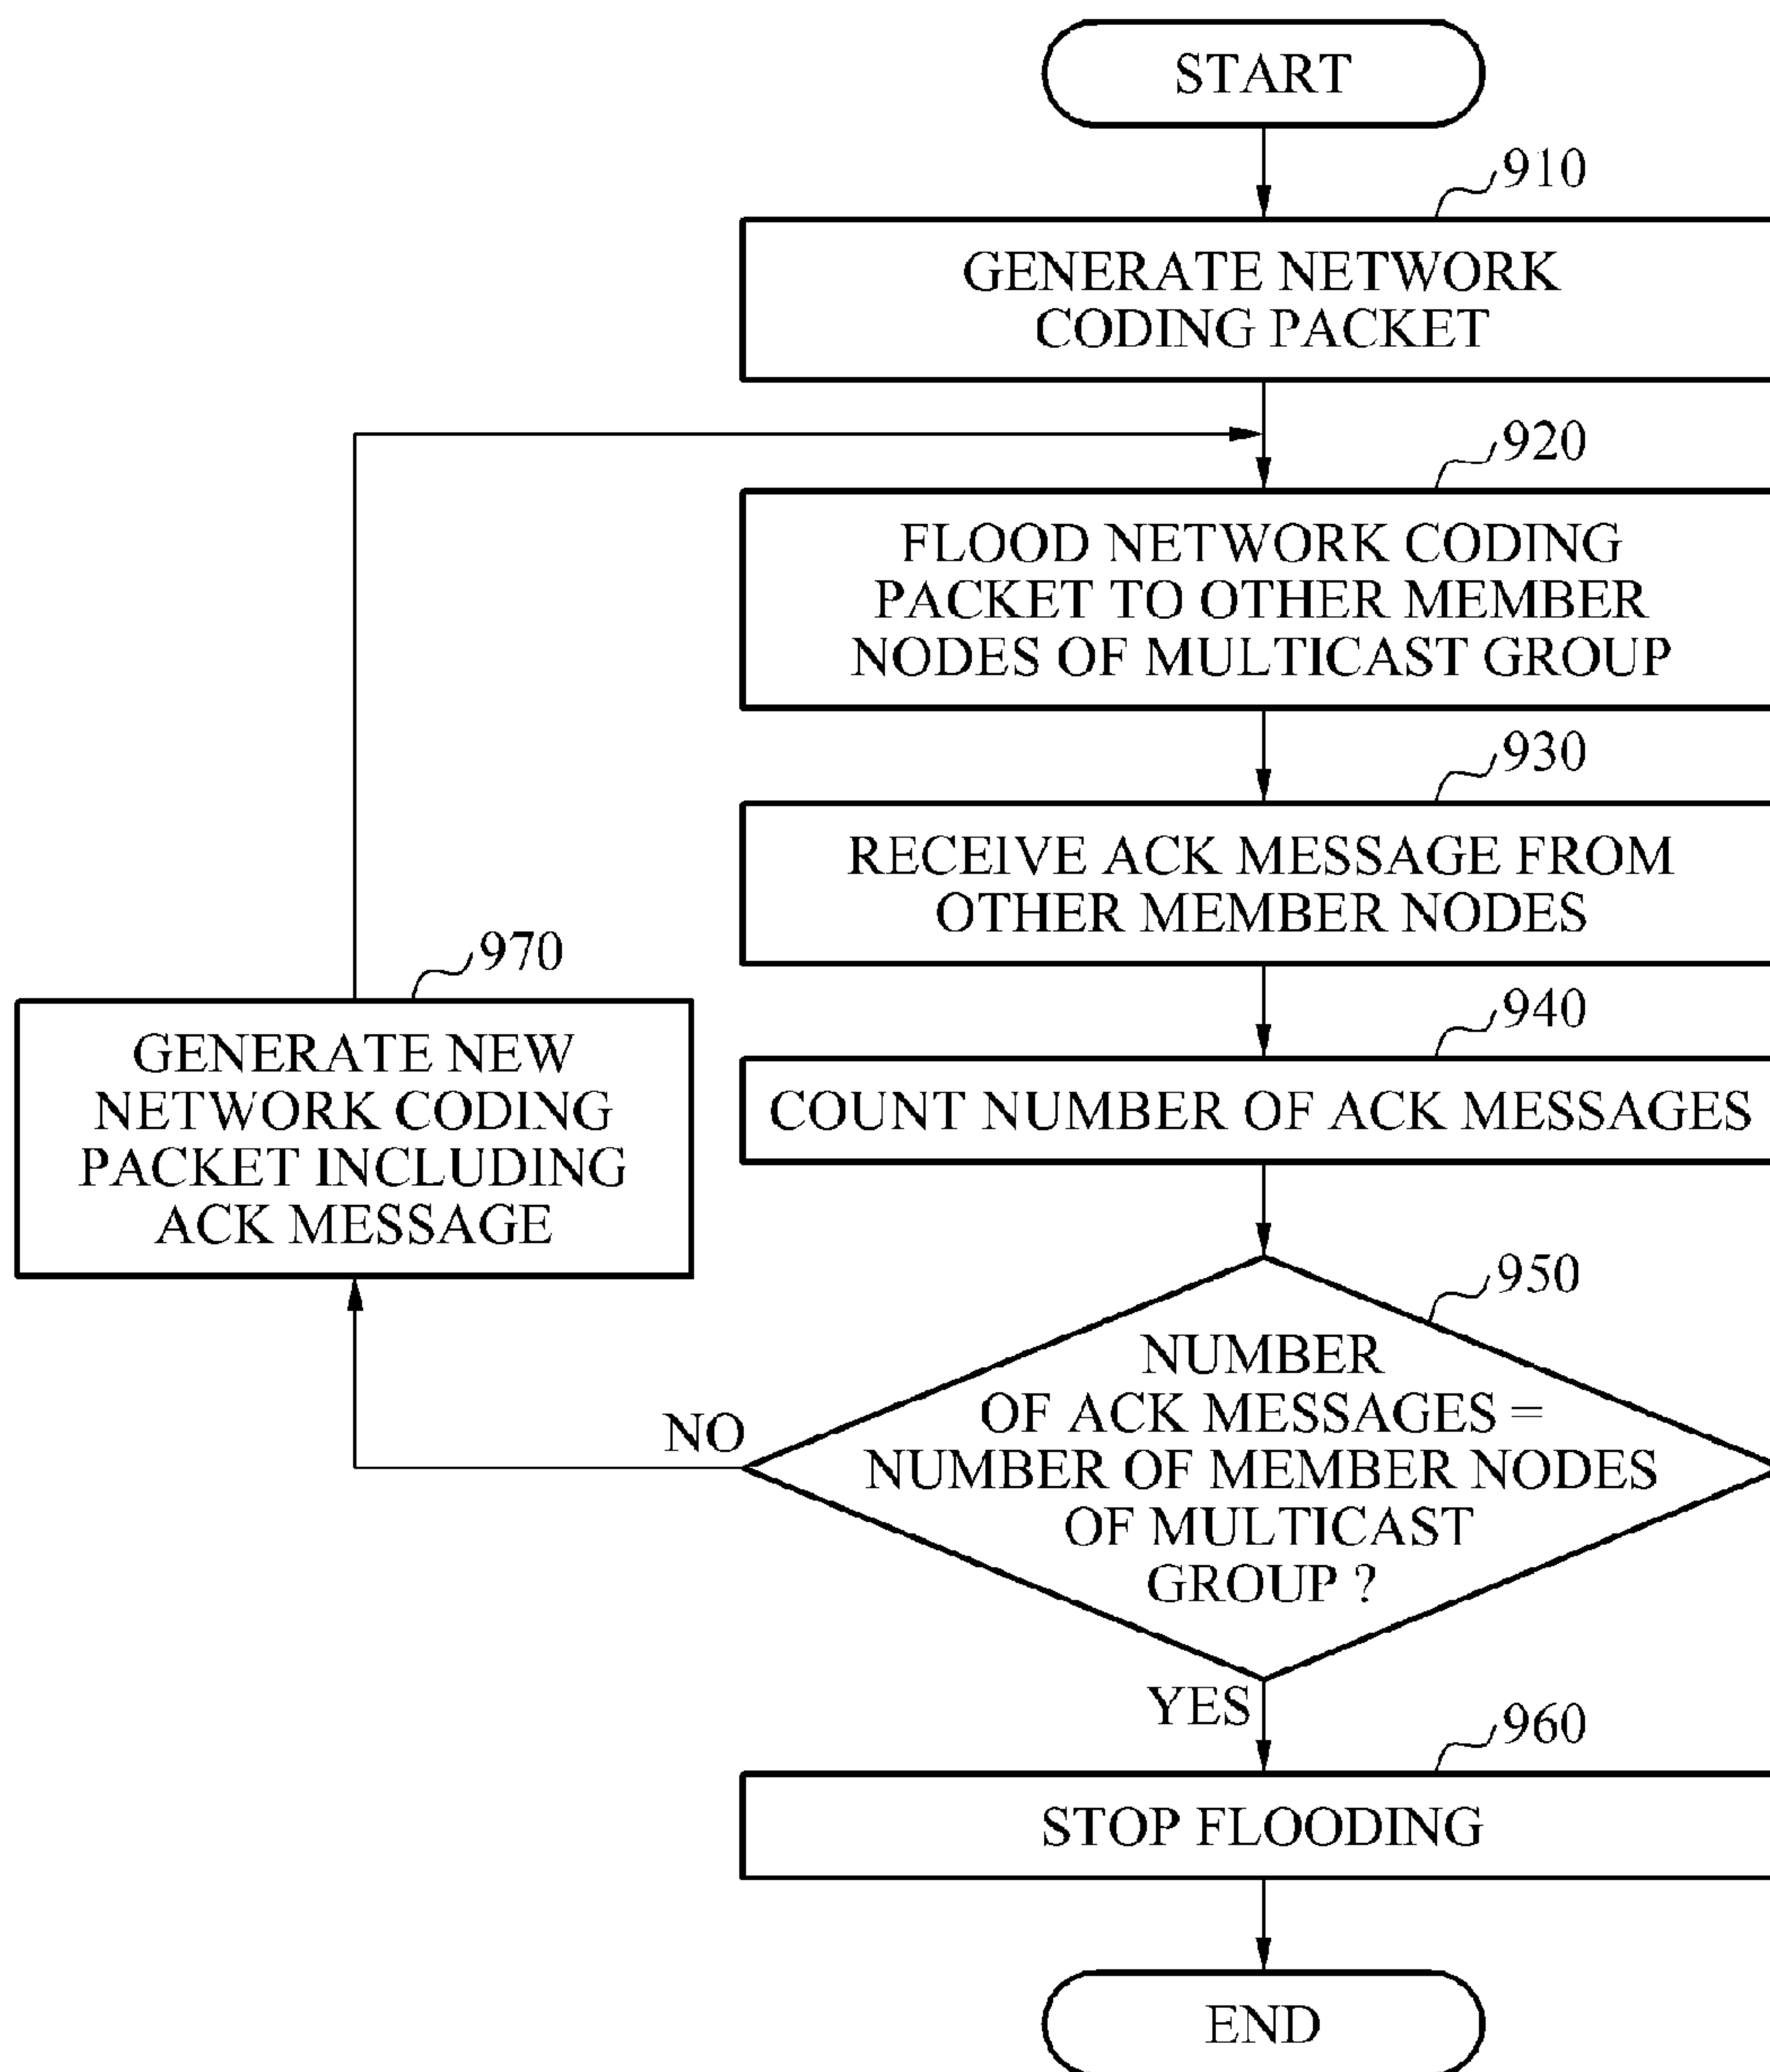 START
910
GENERATE NETWORK
CODING PACKET
920
FLOOD NETWORK CODING
PACKET TO OTHER MEMBER
NODES OF MULTICAST GROUP
930
RECEIVE ACK MESSAGE FROM
OTHER MEMBER NODES
970
GENERATE NEW
NETWORK CODING
PACKET INCLUDING
ACK MESSAGE
940
COUNT NUMBER OF ACK MESSAGES
950
NUMBER
OF ACK MESSAGES =
NUMBER OF MEMBER NODES
OF MULTICAST
GROUP ?
NO
YES
960
STOP FLOODING
END